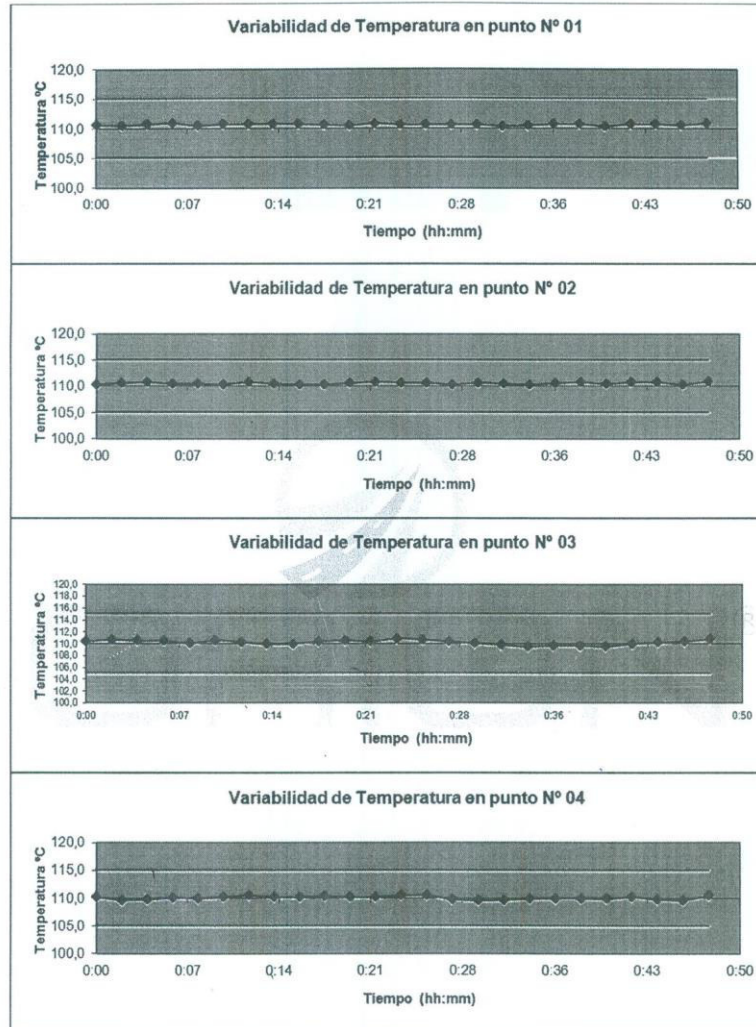 Variabilidad de Temperatura en punto Nº 01
Temperatura ºC
120,0
115,0
110,0
105,0
100,0
0:00 0:07 0:14 0:21 0:28 0:36 0:43 0:50
Tiempo (hh:mm)
Variabilidad de Temperatura en punto Nº 02
Temperatura ºC
120,0
115,0
110,0
105,0
100,0
0:00 0:07 0:14 0:21 0:28 0:36 0:43 0:50
Tiempo (hh:mm)
Variabilidad de Temperatura en punto Nº 03
Temperatura ºC
120,0
118,0
116,0
114,0
112,0
110,0
108,0
106,0
104,0
102,0
100,0
0:00 0:07 0:14 0:21 0:28 0:36 0:43 0:50
Tiempo (hh:mm)
Variabilidad de Temperatura en punto Nº 04
Temperatura ºC
120,0
115,0
110,0
105,0
100,0
0:00 0:07 0:14 0:21 0:28 0:36 0:43 0:50
Tiempo (hh:mm)